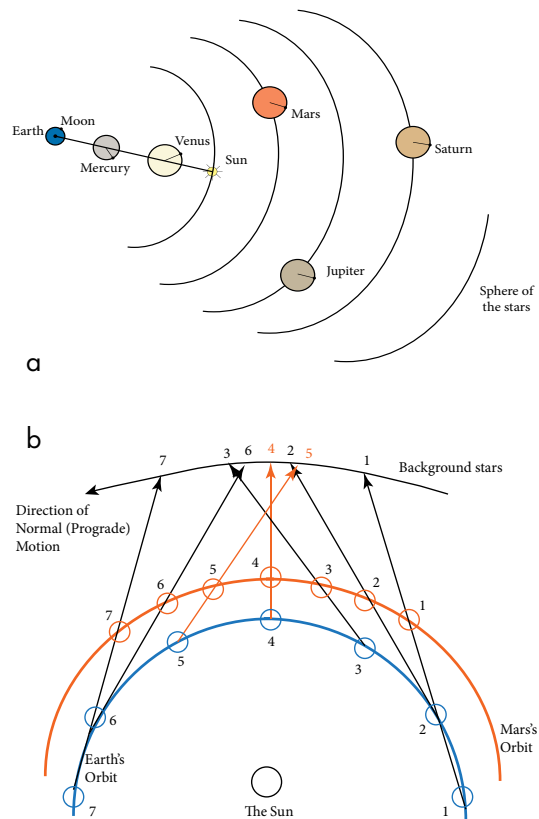 Moon
Earth
Mercury
Venus
Sun
Mars
Saturn
Jupiter
Sphere of
the stars
a
b
7
3
6
4
2
5
1
Background stars
Direction of
Normal (Prograde)
Motion
7
6
5
4
3
2
1
5
4
3
6
2
Earth's
Orbit
Mars's
Orbit
7
The Sun
1